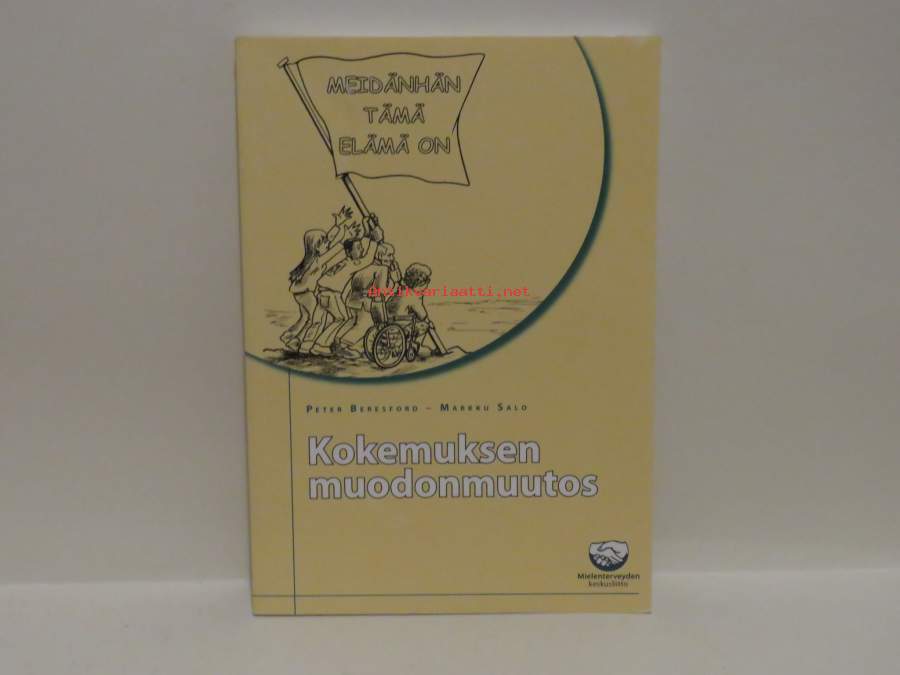 MEIDÄNHÄN
TÄMÄ
ELÄMÄ ON
antikvariaatti.net
PETER BERESFORD – MARKKU SALO
Kokemuksen
muodonmuutos
Mielenterveyden
keskusliitto